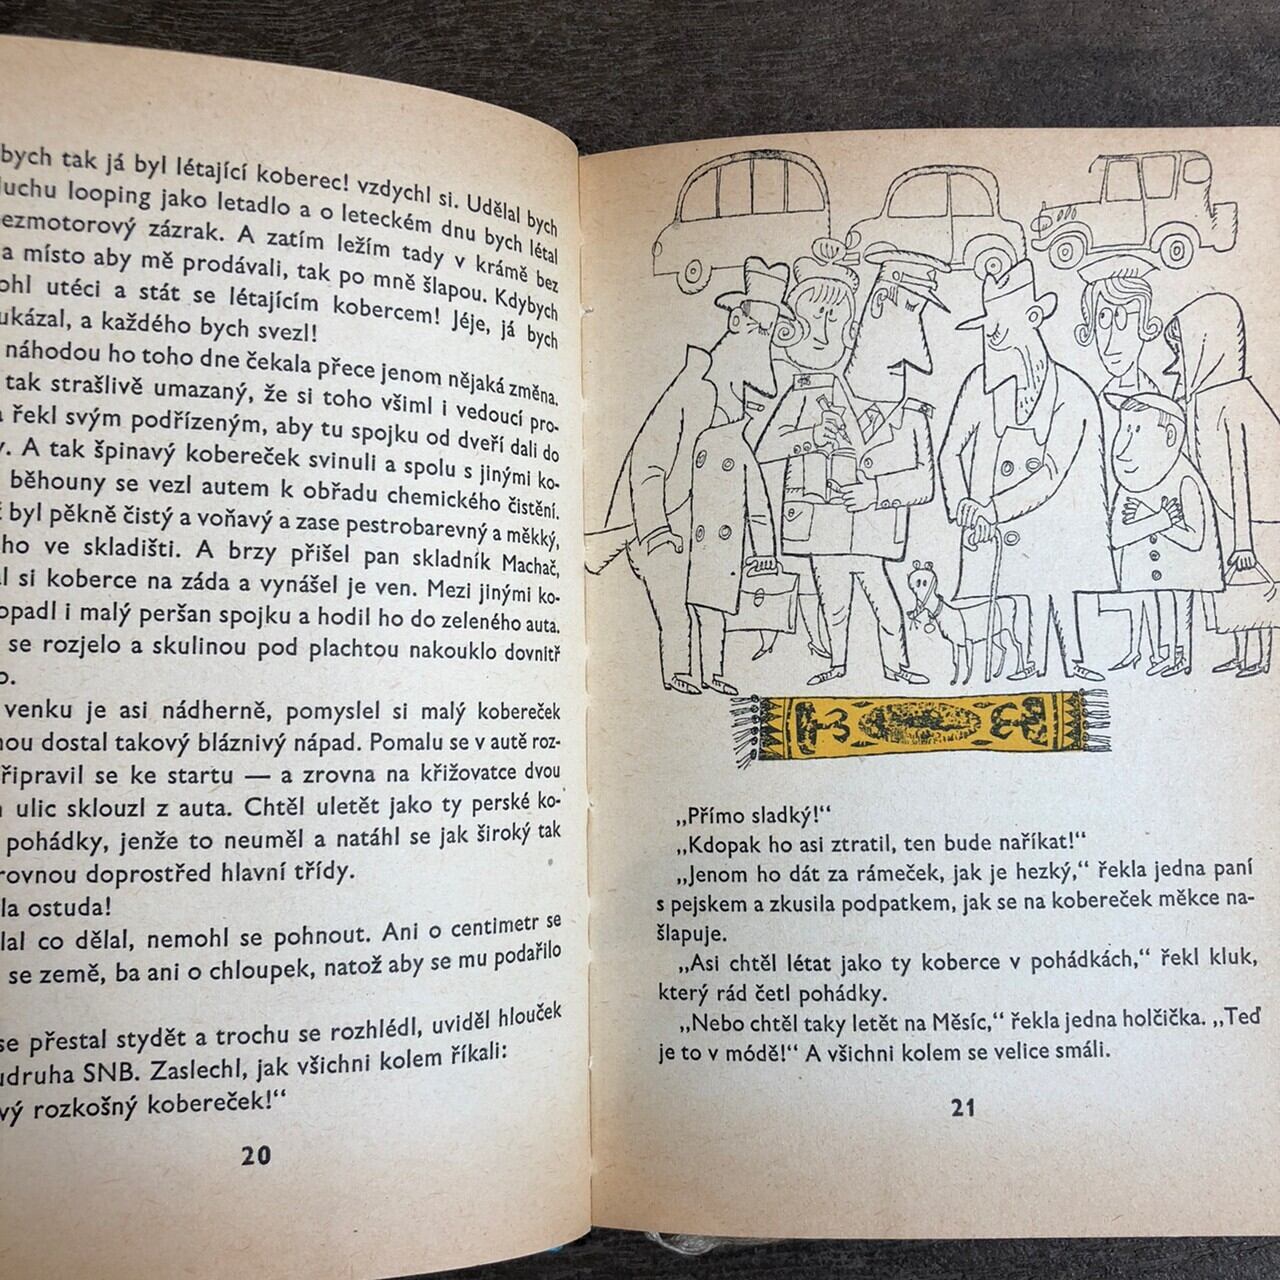 bych tak já byl létající koberec! vzdychl si. Udělal bych
looping jako letadlo a o leteckém dnu bych létal
zázrak. A zatím ležím tady v krámě bez
a místo aby mě prodávali, tak po mně šlapou. Kdybych
utéci a stát se létajícím kobercem! Jéje, já bych
ukázal, a každého bych svezl!
náhodou ho toho dne čekala přece jenom nějaká změna.
tak strašlivě umazaný, že si toho všiml i vedoucí pro-
řekl svým podřízeným, aby tu spojku od dveří dali do
A tak špinavý kobereček svinuli a spolu s jinými ko-
běhouny se vezl autem k obřadu chemického čistění.
byl pěkně čistý a voňavý a zase pestrobarevný a měkký,
ho ve skladišti. A brzy přišel pan skladník Machač,
si koberce na záda a vynášel je ven. Mezi jinými ko-
popadl i malý peršan spojku a hodil ho do zeleného auta.
se rozjelo a skulinou pod plachtou nakouklo dovnitř
venku je asi nádherně, pomyslel si malý kobereček
dostal takový bláznivý nápad. Pomalu se v autě roz-
připravil se ke startu — a zrovna na křižovatce dvou
ulic sklouzl z auta. Chtěl uletět jako ty perské ko-
pohádky, jenže to neuměl a natáhl se jak široký tak
rovnou doprostřed hlavní třídy.
la ostuda!
lal co dělal, nemohl se pohnout. Ani o centimetr se
se země, ba ani o chloupek, natož aby se mu podařilo
se přestal stydět a trochu se rozhlédl, uviděl hlouček
SNB. Zaslechl, jak všichni kolem říkali:
rozkošný kobereček!“
20
„Přímo sladký!“
„Kdopak ho asi ztratil, ten bude naříkat!“
„Jenom ho dát za rámeček, jak je hezký,“ řekla jedna paní
s pejskem a zkusila podpatkem, jak se na kobereček měkce na-
šlapuje.
„Asi chtěl létat jako ty koberce v pohádkách,“ řekl kluk,
který rád četl pohádky.
„Nebo chtěl taky letět na Měsíc,“ řekla jedna holčička. „Teď
je to v módě!“ A všichni kolem se velice smáli.
21